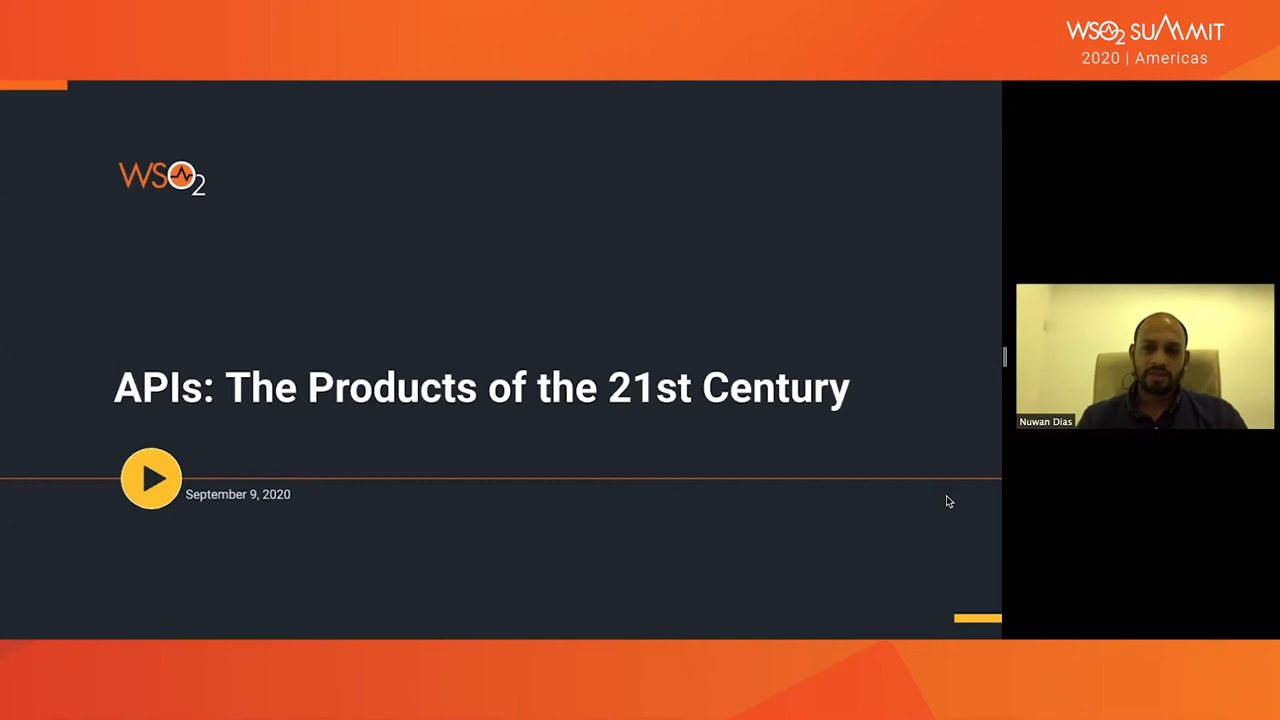 WSO2 SUMMIT
2020 | Americas
WSO2
APIs: The Products of the 21st Century
September 9, 2020
Nuwan Dias